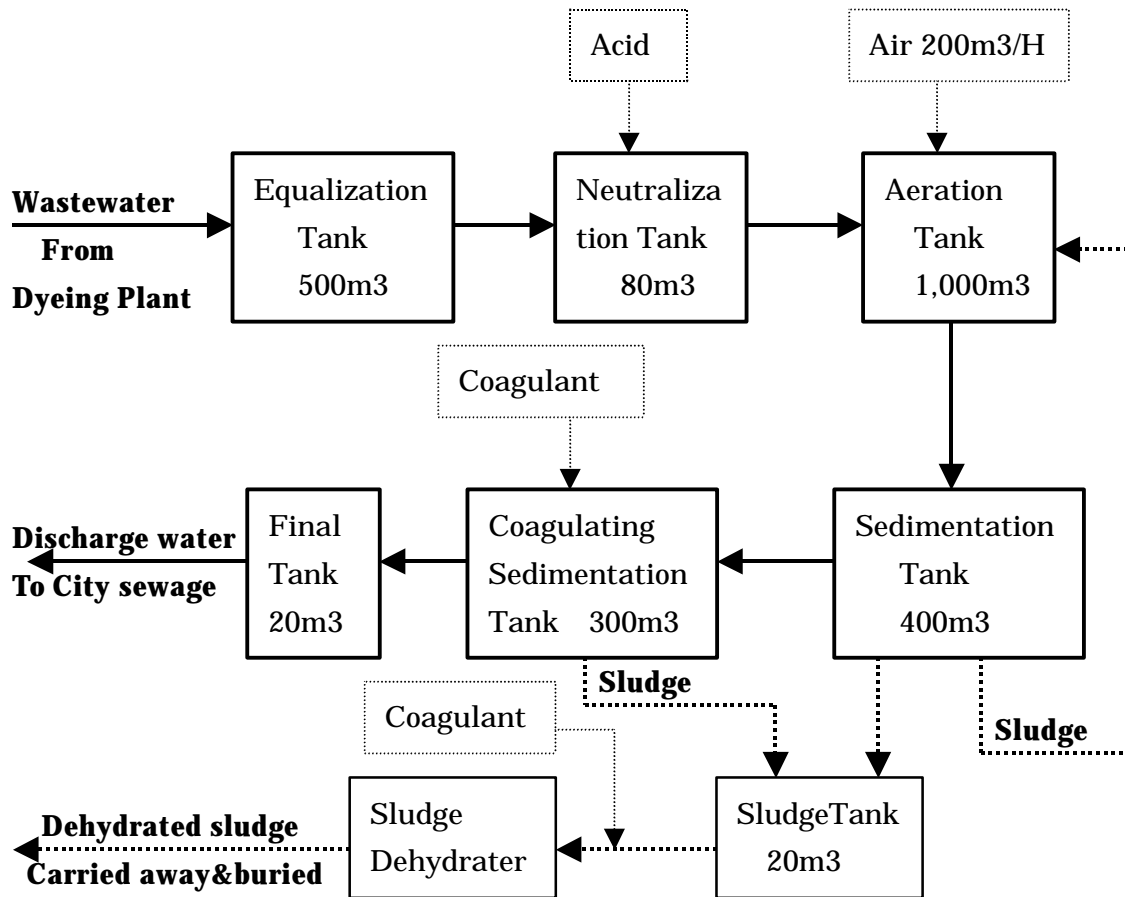 Acid
Air 200m3/H
Wastewater
From
Dyeing Plant
Equalization
Tank
500m3
Neutraliza
tion Tank
80m3
Aeration
Tank
1,000m3
Coagulant
Discharge water
To City sewage
Final
Tank
20m3
Coagulating
Sedimentation
Tank 300m3
Sedimentation
Tank
400m3
Sludge
Sludge
Coagulant
Dehydrated sludge
Carried away&buried
Sludge
Dehydrater
SludgeTank
20m3